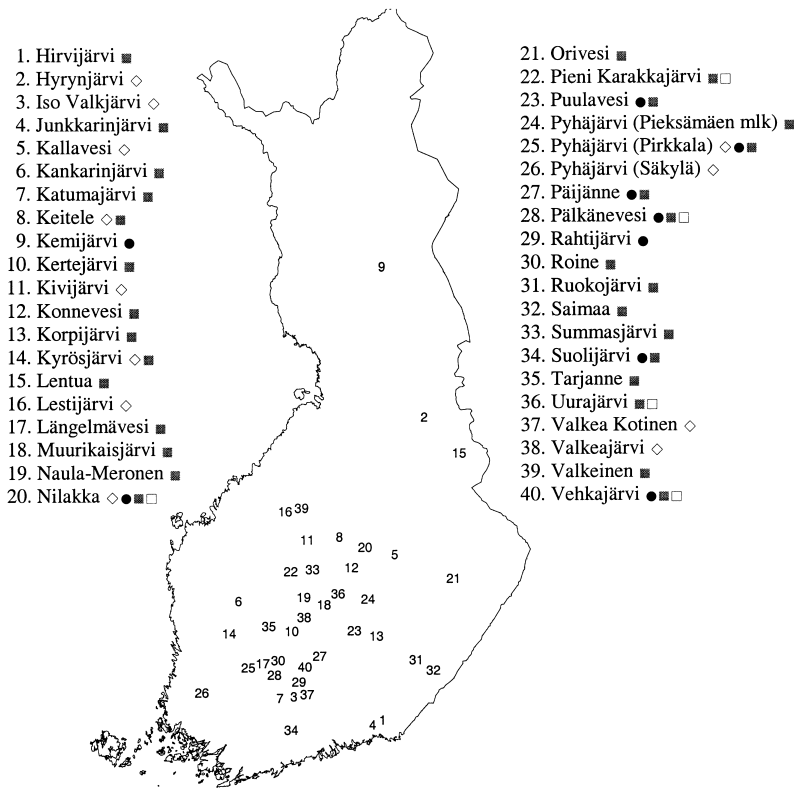 1. Hirvijärvi ■
2. Hyrynjärvi ◇
3. Iso Valkjärvi ◇
4. Junkkarinjärvi ■
5. Kallavesi ◇
6. Kankarinjärvi ■
7. Katumajärvi ■
8. Keitele ◇■
9. Kemijärvi ●
10. Kertejärvi ■
11. Kivijärvi ◇
12. Konnevesi ■
13. Korpijärvi ■
14. Kyrösjärvi ◇■
15. Lentua ■
16. Lestijärvi ◇
17. Längelmävesi ■
18. Muurikaisjärvi ■
19. Naula-Meronen ■
20. Nilakka ◇●■□
21. Orivesi ■
22. Pieni Karakkajärvi ■□
23. Puulavesi ●■
24. Pyhäjärvi (Pieksämäen mlk) ■
25. Pyhäjärvi (Pirkkala) ◇●■
26. Pyhäjärvi (Säkylä) ◇
27. Päijänne ●■
28. Pälkänevesi ●■□
29. Rahtijärvi ●
30. Roine ■
31. Ruokojärvi ■
32. Saimaa ■
33. Summasjärvi ■
34. Suolijärvi ●■
35. Tarjanne ■
36. Uurajärvi ■□
37. Valkea Kotinen ◇
38. Valkeajärvi ◇
39. Valkeinen ■
40. Vehkajärvi ●■□
9
2
15
16 39
11 8 20 5
22 33 12 21
6 19 18 36 24
38
14 35 10 23 13
25 17 30 40 27 31 32
28 29
26 7 3 37
34 4 1